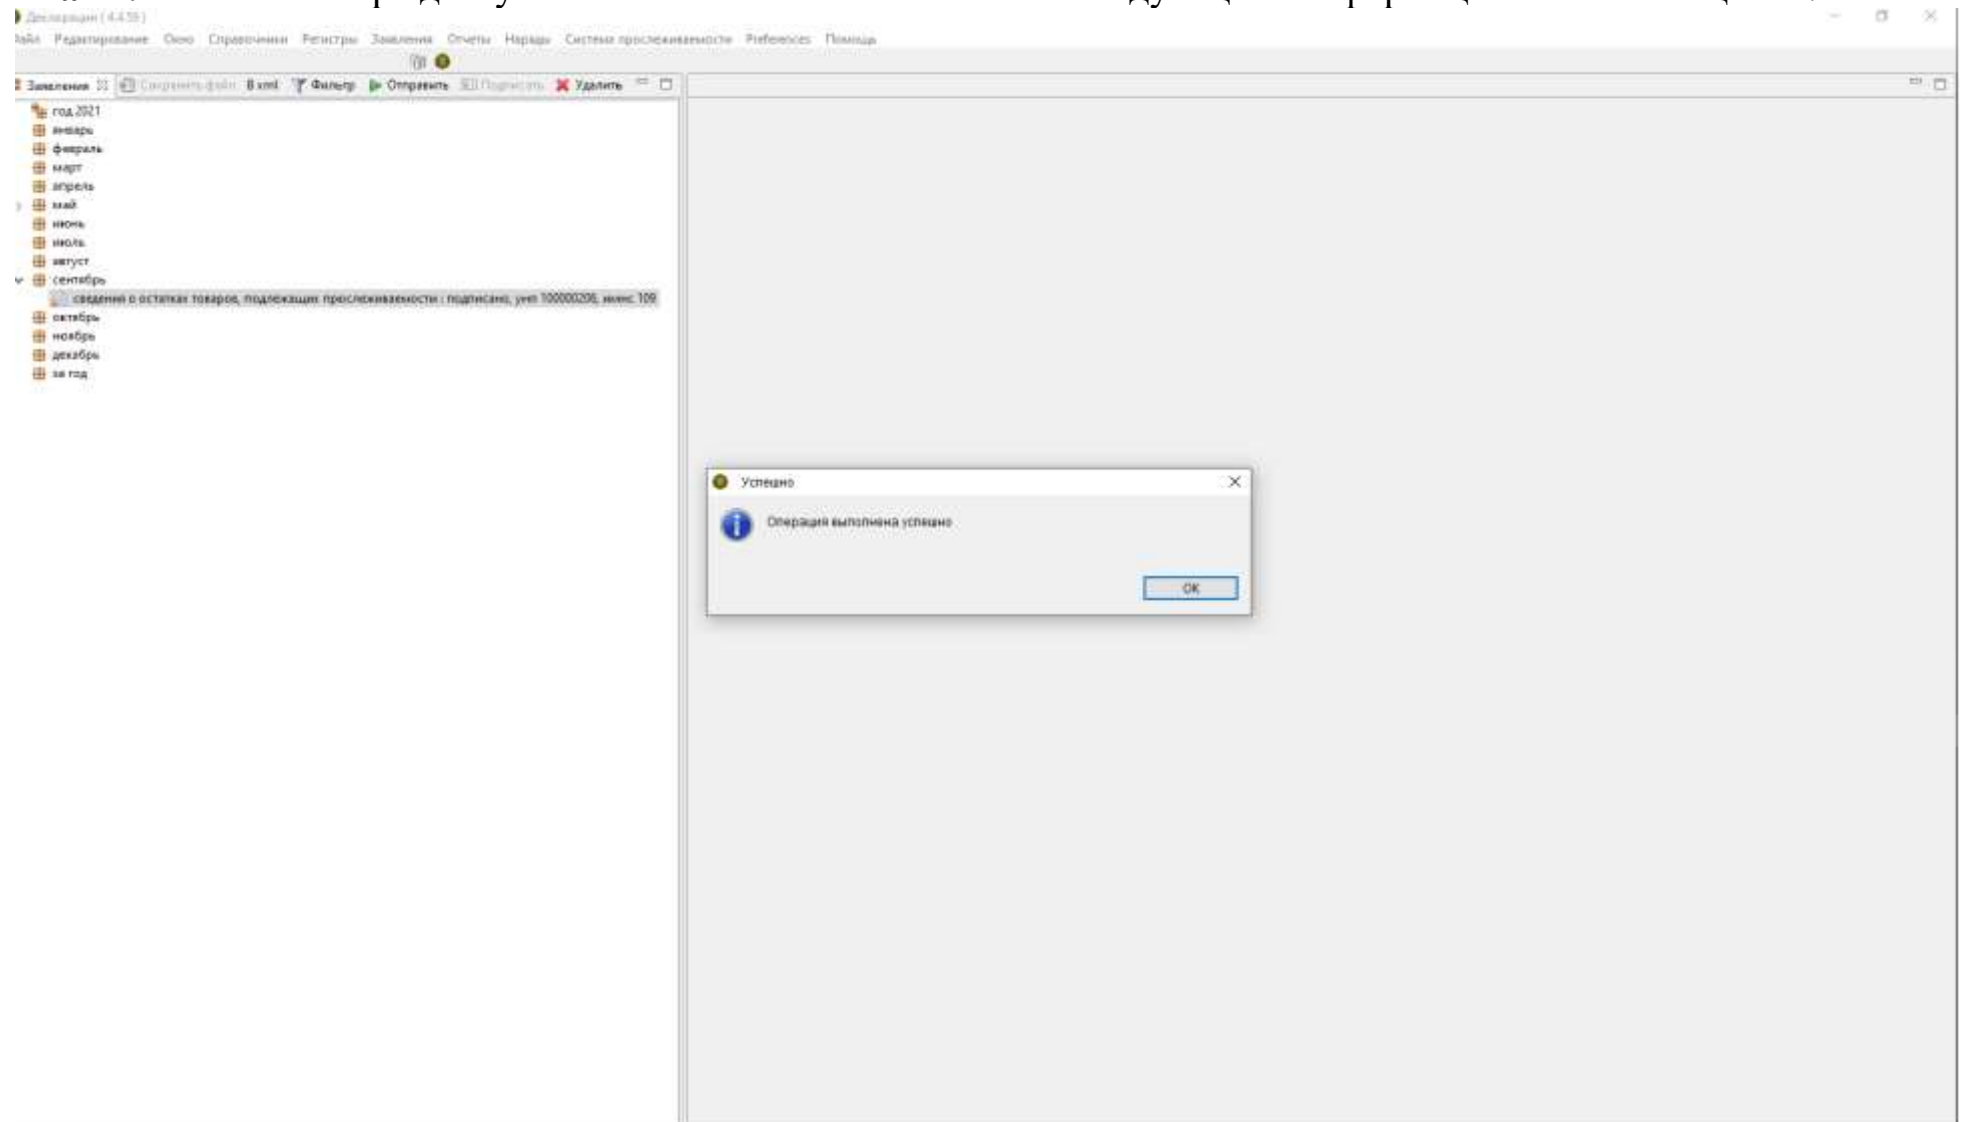 Декларации ( 4.4.59 )
Файл Редактирование Окно Справочники Регистры Заявления Отчеты Наряды Система прослеживаемости Preferences Помощь
Заявления Сохранить файл В xml Фильтр Отправить Подписать Удалить
год 2021
январь
февраль
март
апрель
май
июнь
июль
август
сентябрь
сведения о остатках товаров, подлежащих прослеживаемости : подписано, унп 100000206, имнс 109
октябрь
ноябрь
декабрь
за год
Успешно
Операция выполнена успешно
OK